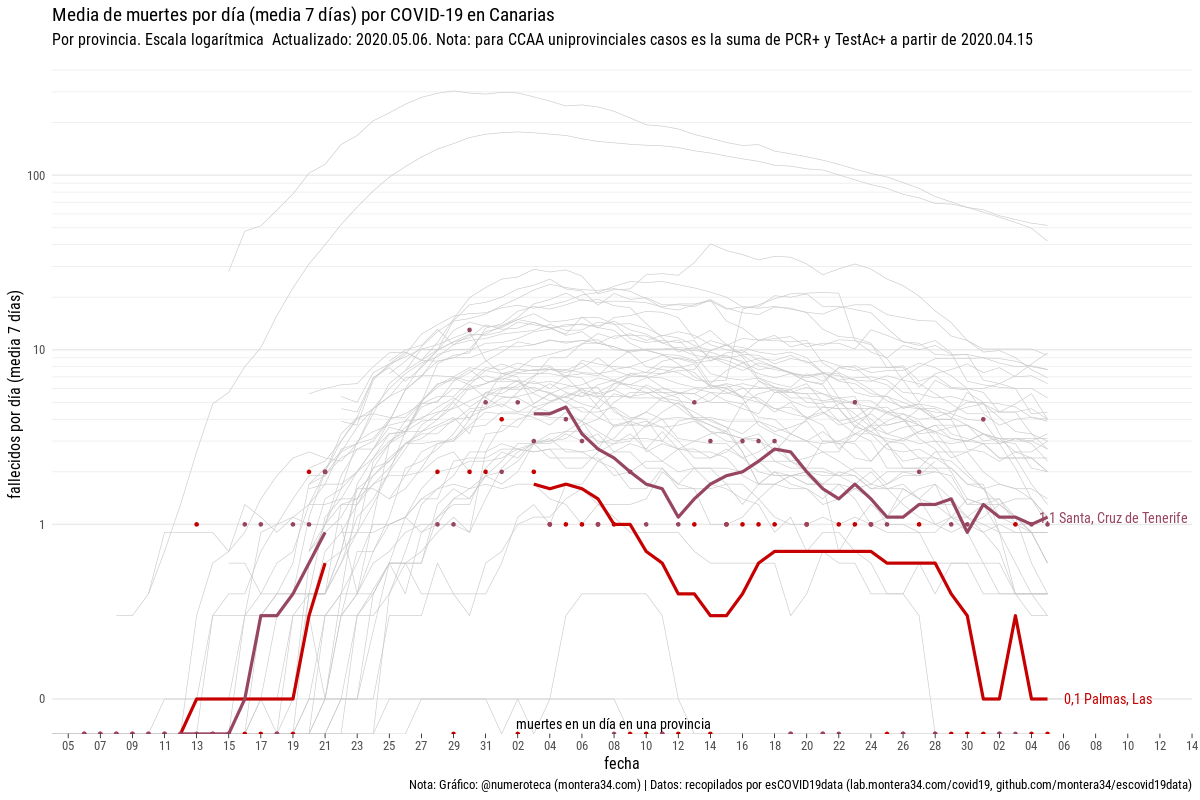 Media de muertes por día (media 7 días) por COVID-19 en Canarias
Por provincia. Escala logarítmica  Actualizado: 2020.05.06. Nota: para CCAA uniprovinciales casos es la suma de PCR+ y TestAc+ a partir de 2020.04.15
fallecidos por día (media  7 días)
100
10
1
0
1,1 Santa, Cruz de Tenerife
0,1 Palmas, Las
muertes en un día en una provincia
05 07 09 11 13 15 17 19 21 23 25 27 29 31 02 04 06 08 10 12 14 16 18 20 22 24 26 28 30 02 04 06 08 10 12 14
fecha
Nota: Gráfico: @numeroteca (montera34.com) | Datos: recopilados por esCOVID19data (lab.montera34.com/covid19, github.com/montera34/escovid19data)